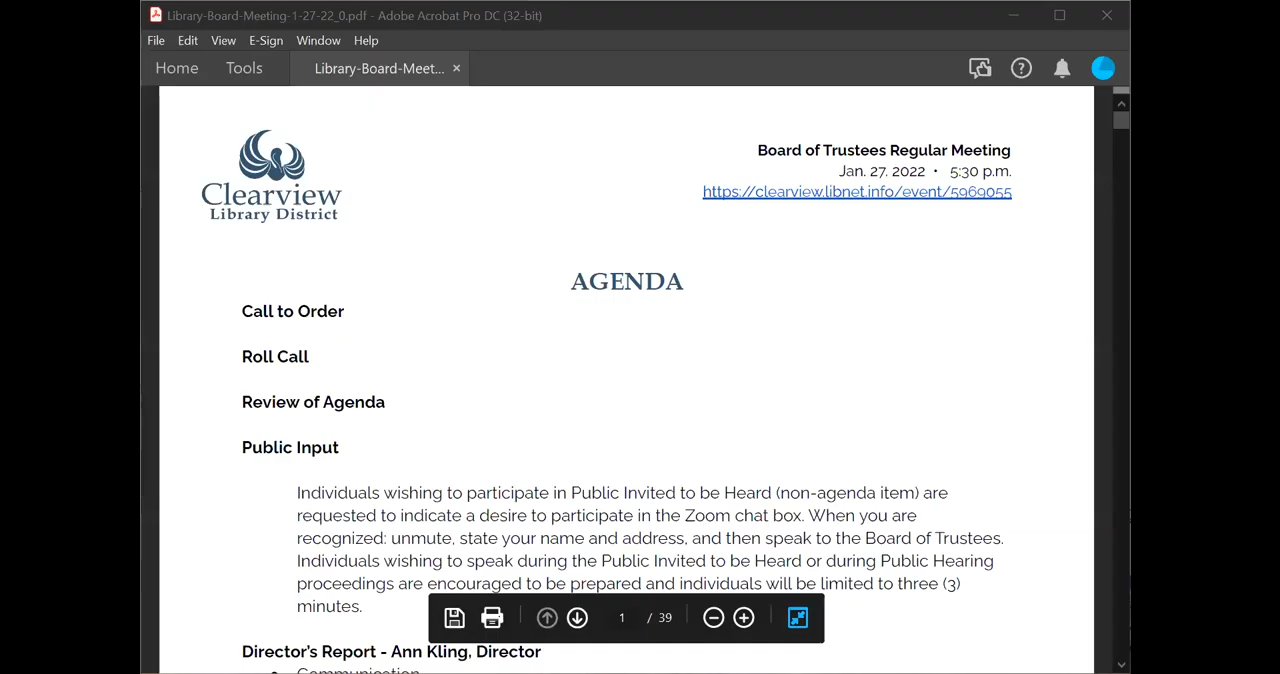 Library-Board-Meeting-1-27-22_0.pdf - Adobe Acrobat Pro DC (32-bit)
File Edit View E-Sign Window Help
Home Tools Library-Board-Meet... ×
Clearview
Library District
Board of Trustees Regular Meeting
Jan. 27. 2022 • 5:30 p.m.
https://clearview.libnet.info/event/5969055
AGENDA
Call to Order
Roll Call
Review of Agenda
Public Input
Individuals wishing to participate in Public Invited to be Heard (non-agenda item) are
requested to indicate a desire to participate in the Zoom chat box. When you are
recognized: unmute, state your name and address, and then speak to the Board of Trustees.
Individuals wishing to speak during the Public Invited to be Heard or during Public Hearing
proceedings are encouraged to be prepared and individuals will be limited to three (3)
minutes.
1 / 39
Director's Report - Ann Kling, Director
• Communication